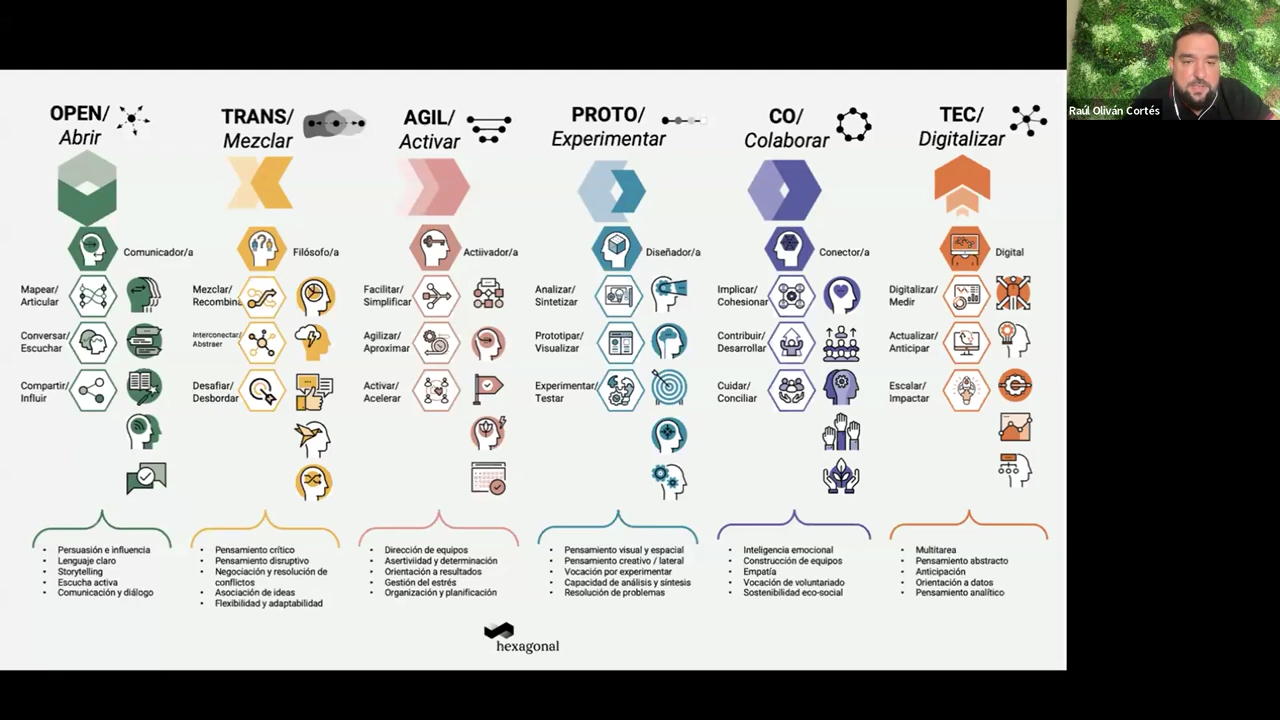 Raúl Oliván Cortés
OPEN/
Abrir
Comunicador/a
Mapear/
Articular
Conversar/
Escuchar
Compartir/
Influir
Persuasión e influencia
Lenguaje claro
Storytelling
Escucha activa
Comunicación y diálogo
TRANS/
Mezclar
Filósofo/a
Mezclar/
Recombina
Interconectar/
Abstraer
Desafiar/
Desbordar
Pensamiento crítico
Pensamiento disruptivo
Negociación y resolución de
conflictos
Asociación de ideas
Flexibilidad y adaptabilidad
AGIL/
Activar
Actiivador/a
Facilitar/
Simplificar
Agilizar/
Aproximar
Activar/
Acelerar
Dirección de equipos
Asertiviidad y determinación
Orientación a resultados
Gestión del estrés
Organización y planificación
PROTO/
Experimentar
Diseñador/a
Analizar/
Sintetizar
Prototipar/
Visualizar
Experimentar/
Testar
Pensamiento visual y espacial
Pensamiento creativo / lateral
Vocación por experimentar
Capacidad de análisis y síntesis
Resolución de problemas
CO/
Colaborar
Conector/a
Implicar/
Cohesionar
Contribuir/
Desarrollar
Cuidar/
Conciliar
Inteligencia emocional
Construcción de equipos
Empatía
Vocación de voluntariado
Sostenibilidad eco-social
TEC/
Digitalizar
Digital
Digitalizar/
Medir
Actualizar/
Anticipar
Escalar/
Impactar
Multitarea
Pensamiento abstracto
Anticipación
Orientación a datos
Pensamiento analítico
hexagonal